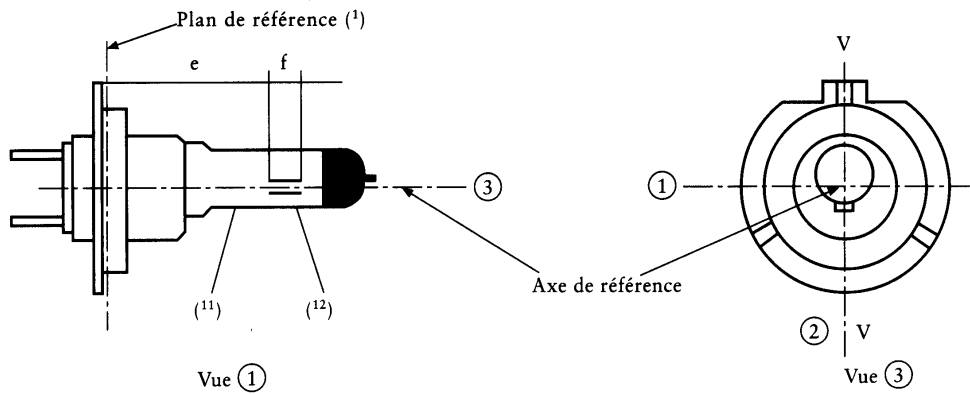 Plan de référence (¹)
e
f
V
③
①
Axe de référence
(¹¹)
(¹²)
② V
Vue ①
Vue ③